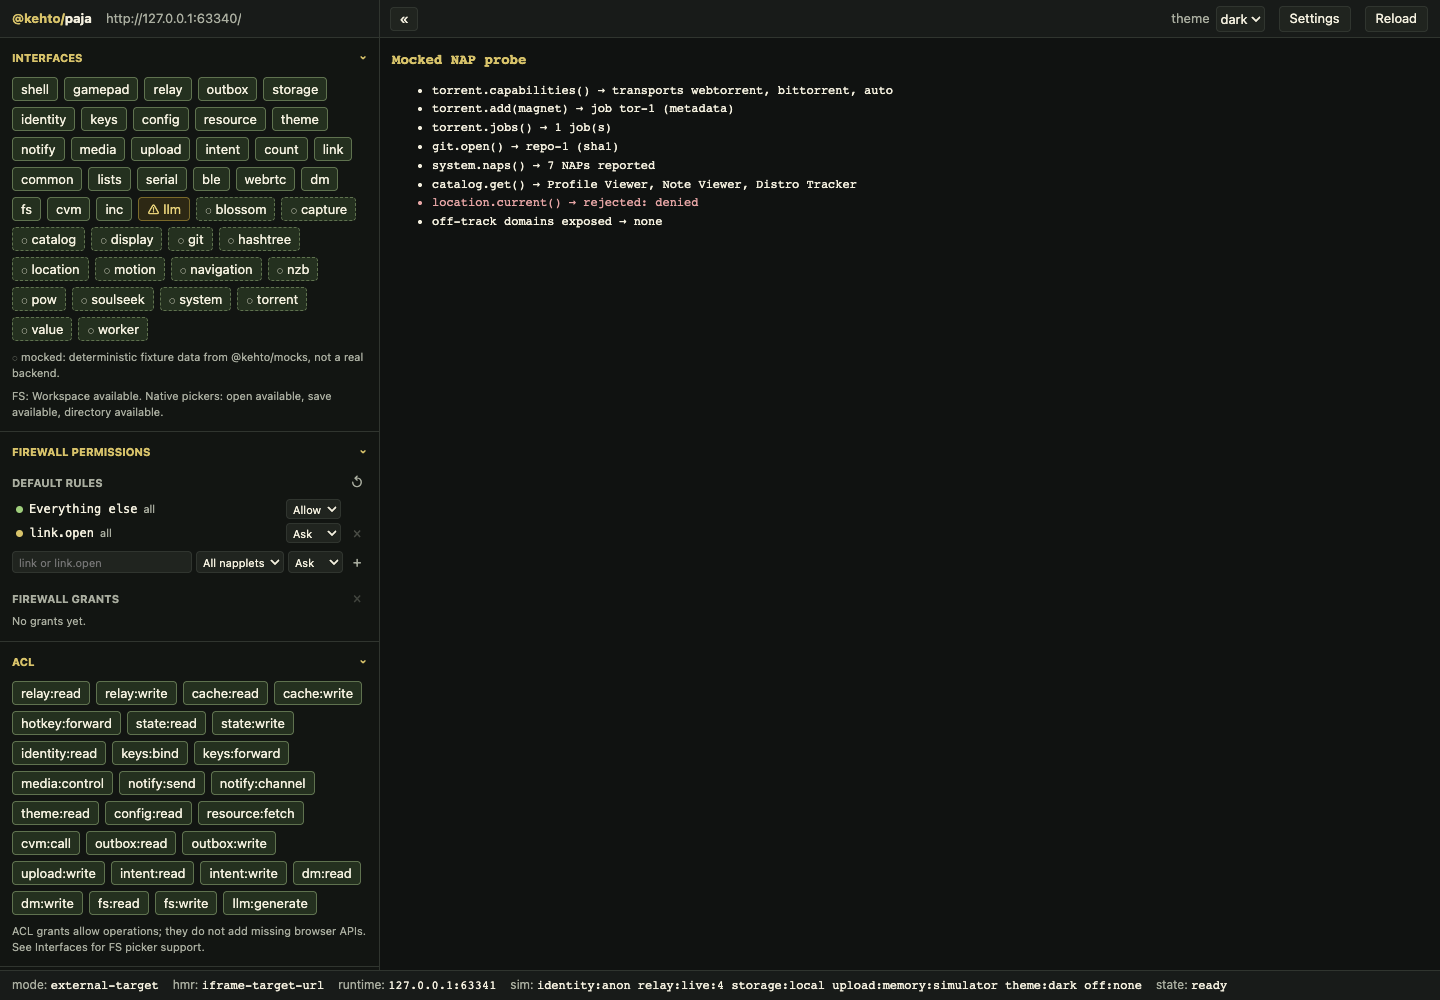 @kehto/paja http://127.0.0.1:63340/
« theme dark Settings Reload
INTERFACES
shell gamepad relay outbox storage
identity keys config resource theme
notify media upload intent count link
common lists serial ble webrtc dm
fs cvm inc ⚠ llm ○ blossom ○ capture
○ catalog ○ display ○ git ○ hashtree
○ location ○ motion ○ navigation ○ nzb
○ pow ○ soulseek ○ system ○ torrent
○ value ○ worker
○ mocked: deterministic fixture data from @kehto/mocks, not a real
backend.
FS: Workspace available. Native pickers: open available, save
available, directory available.
FIREWALL PERMISSIONS
DEFAULT RULES
Everything else all Allow
link.open all Ask ×
link or link.open All napplets Ask +
FIREWALL GRANTS ×
No grants yet.
ACL
relay:read relay:write cache:read cache:write
hotkey:forward state:read state:write
identity:read keys:bind keys:forward
media:control notify:send notify:channel
theme:read config:read resource:fetch
cvm:call outbox:read outbox:write
upload:write intent:read intent:write dm:read
dm:write fs:read fs:write llm:generate
ACL grants allow operations; they do not add missing browser APIs.
See Interfaces for FS picker support.
Mocked NAP probe
• torrent.capabilities() → transports webtorrent, bittorrent, auto
• torrent.add(magnet) → job tor-1 (metadata)
• torrent.jobs() → 1 job(s)
• git.open() → repo-1 (sha1)
• system.naps() → 7 NAPs reported
• catalog.get() → Profile Viewer, Note Viewer, Distro Tracker
• location.current() → rejected: denied
• off-track domains exposed → none
mode: external-target hmr: iframe-target-url runtime: 127.0.0.1:63341 sim: identity:anon relay:live:4 storage:local upload:memory:simulator theme:dark off:none state: ready